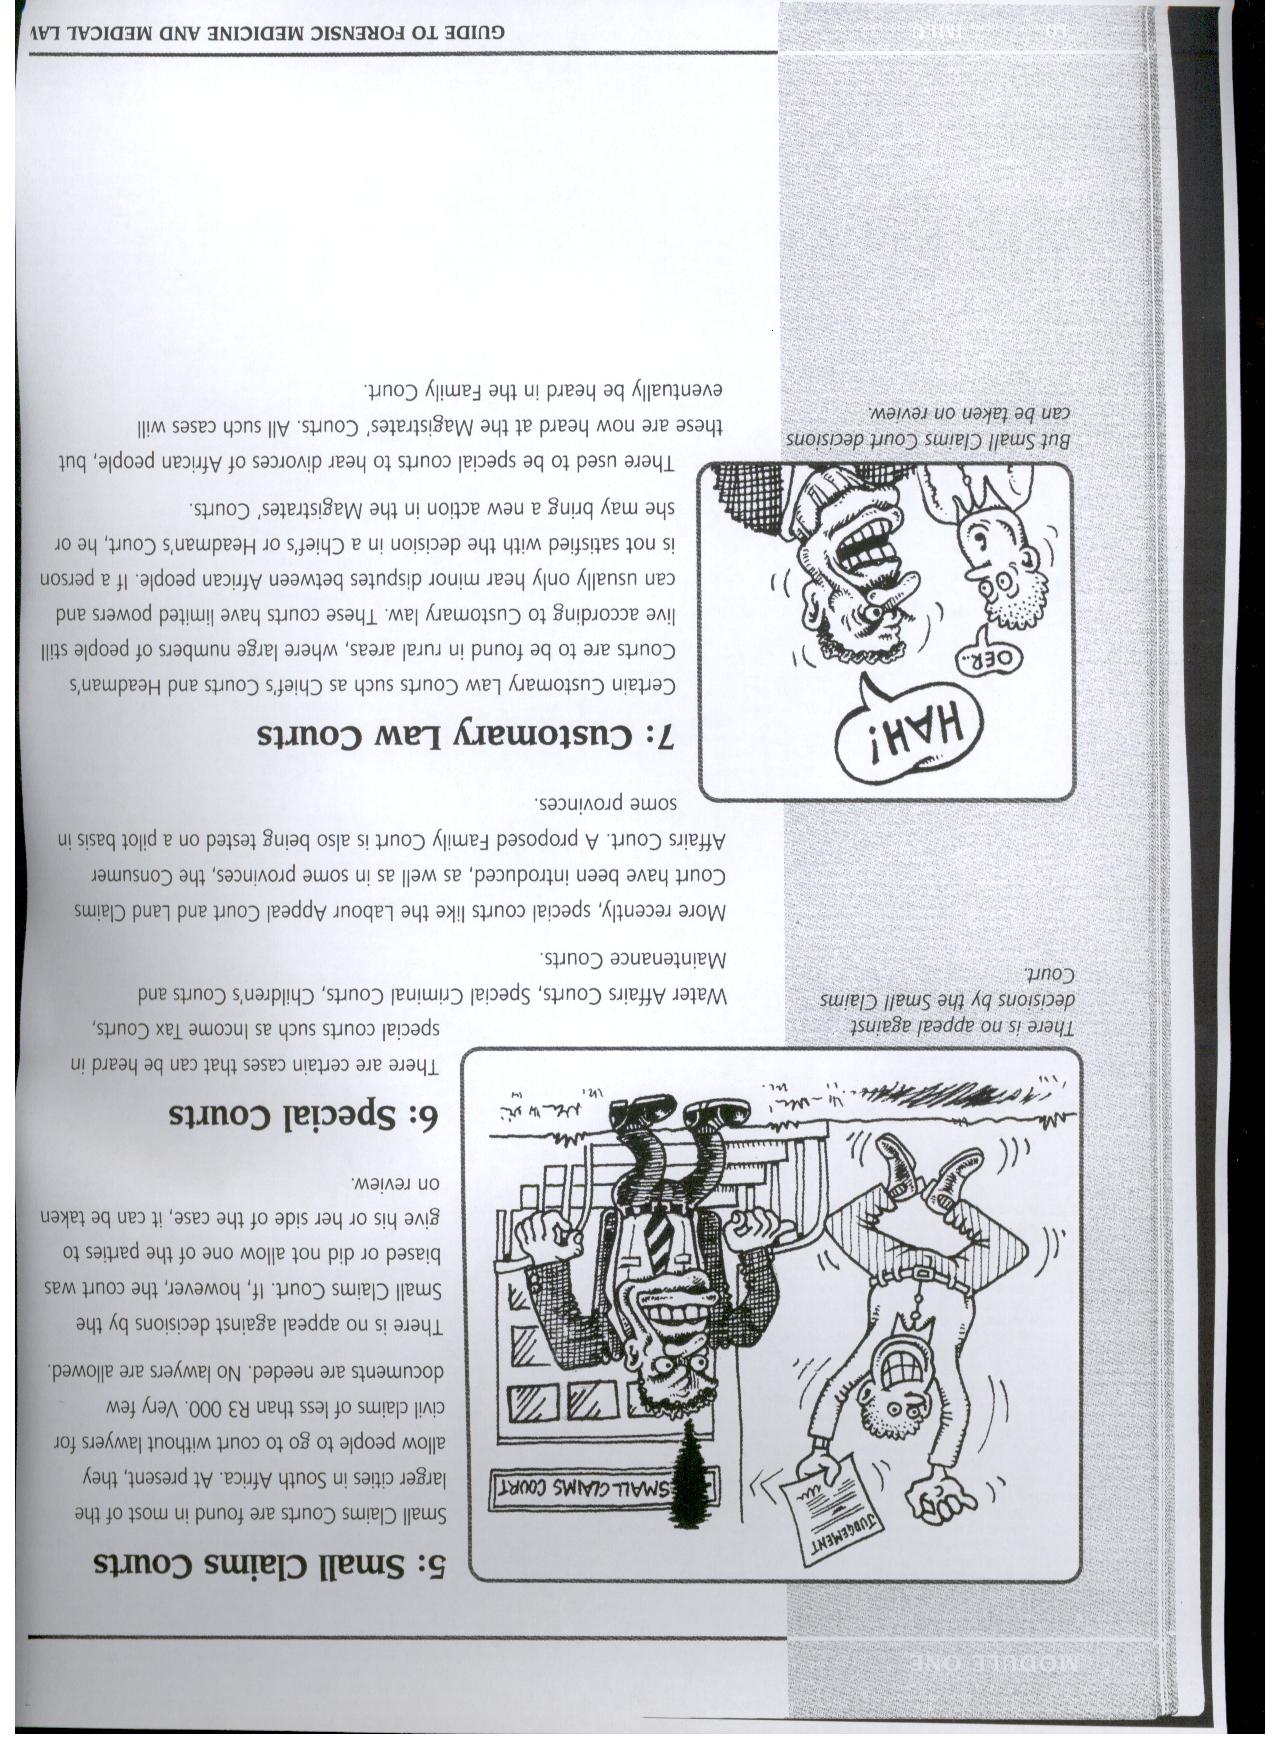 MODULE ONE
5: Small Claims Courts
Small Claims Courts are found in most of the
larger cities in South Africa. At present, they
allow people to go to court without lawyers for
civil claims of less than R3 000. Very few
documents are needed. No lawyers are allowed.
There is no appeal against decisions by the
Small Claims Court. If, however, the court was
biased or did not allow one of the parties to
give his or her side of the case, it can be taken
on review.
JUDGEMENT
SMALL CLAIMS COURT
There is no appeal against
decisions by the Small Claims
Court.
6: Special Courts
There are certain cases that can be heard in
special courts such as Income Tax Courts,
Water Affairs Courts, Special Criminal Courts, Children's Courts and
Maintenance Courts.
More recently, special courts like the Labour Appeal Court and Land Claims
Court have been introduced, as well as in some provinces, the Consumer
Affairs Court. A proposed Family Court is also being tested on a pilot basis in
some provinces.
HAH!
OER..
But Small Claims Court decisions
can be taken on review.
7: Customary Law Courts
Certain Customary Law Courts such as Chief's Courts and Headman's
Courts are to be found in rural areas, where large numbers of people still
live according to Customary law. These courts have limited powers and
can usually only hear minor disputes between African people. If a person
is not satisfied with the decision in a Chief's or Headman's Court, he or
she may bring a new action in the Magistrates' Courts.
There used to be special courts to hear divorces of African people, but
these are now heard at the Magistrates' Courts. All such cases will
eventually be heard in the Family Court.
GUIDE TO FORENSIC MEDICINE AND MEDICAL LAW